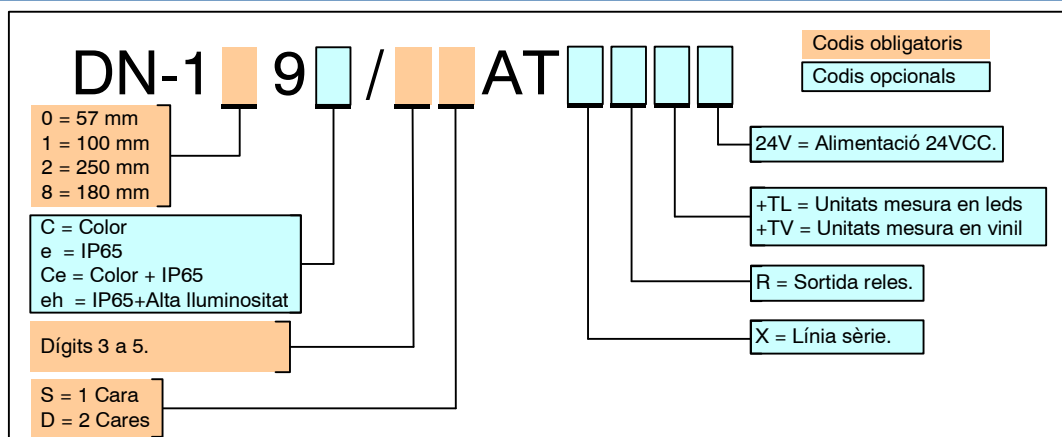 DN-1 9 / AT
Codis obligatoris
Codis opcionals
0 = 57 mm
1 = 100 mm
2 = 250 mm
8 = 180 mm
C = Color
e = IP65
Ce = Color + IP65
eh = IP65+Alta lluminositat
Dígits 3 a 5.
S = 1 Cara
D = 2 Cares
24V = Alimentació 24VCC.
+TL = Unitats mesura en leds
+TV = Unitats mesura en vinil
R = Sortida reles.
X = Línia sèrie.